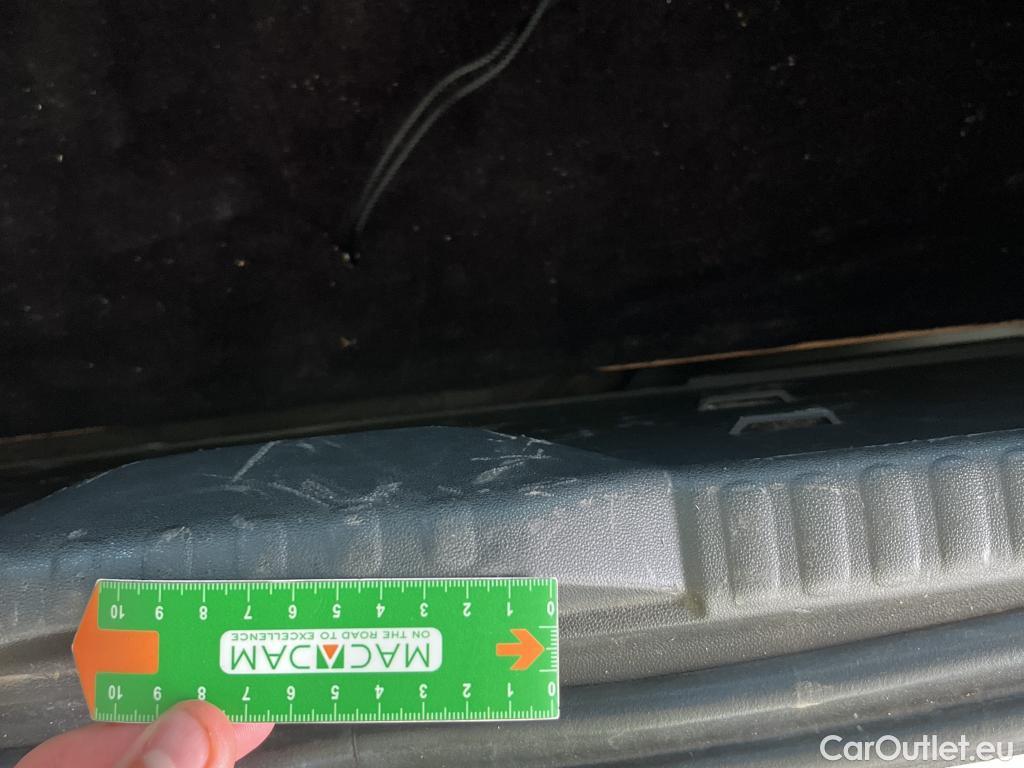 10 9 8 7 6 5 4 3 2 1 0
ON THE ROAD TO EXCELLENCE
MACADAM
10 9 8 7 6 5 4 3 2 1 0
CarOutlet.eu